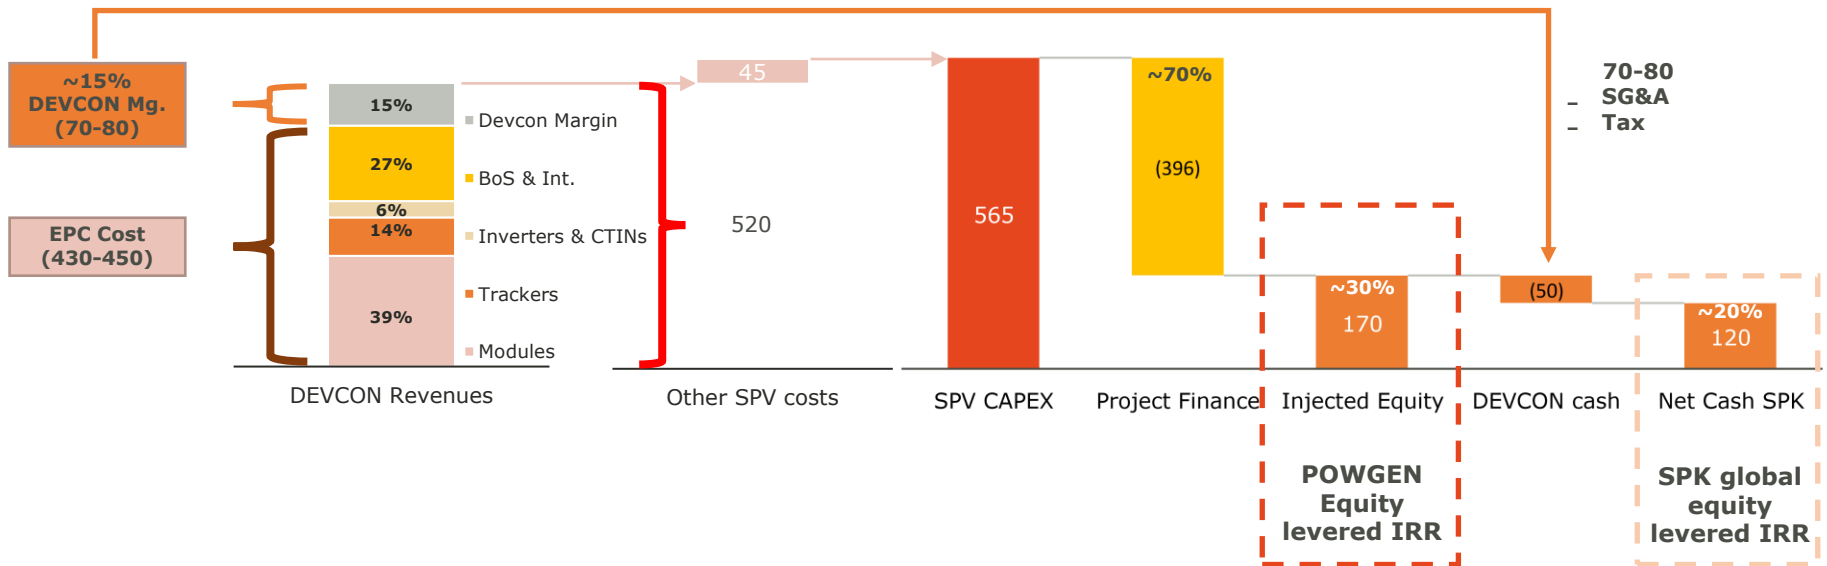 ~15%
DEVCON Mg.
(70-80)
EPC Cost
(430-450)
15%
27%
6%
14%
39%
Devcon Margin
BoS & Int.
Inverters & CTINs
Trackers
Modules
DEVCON Revenues
45
520
Other SPV costs
565
SPV CAPEX
~70%
(396)
Project Finance
~30%
170
Injected Equity
POWGEN
Equity
levered IRR
70-80
– SG&A
– Tax
(50)
DEVCON cash
~20%
120
Net Cash SPK
SPK global
equity
levered IRR